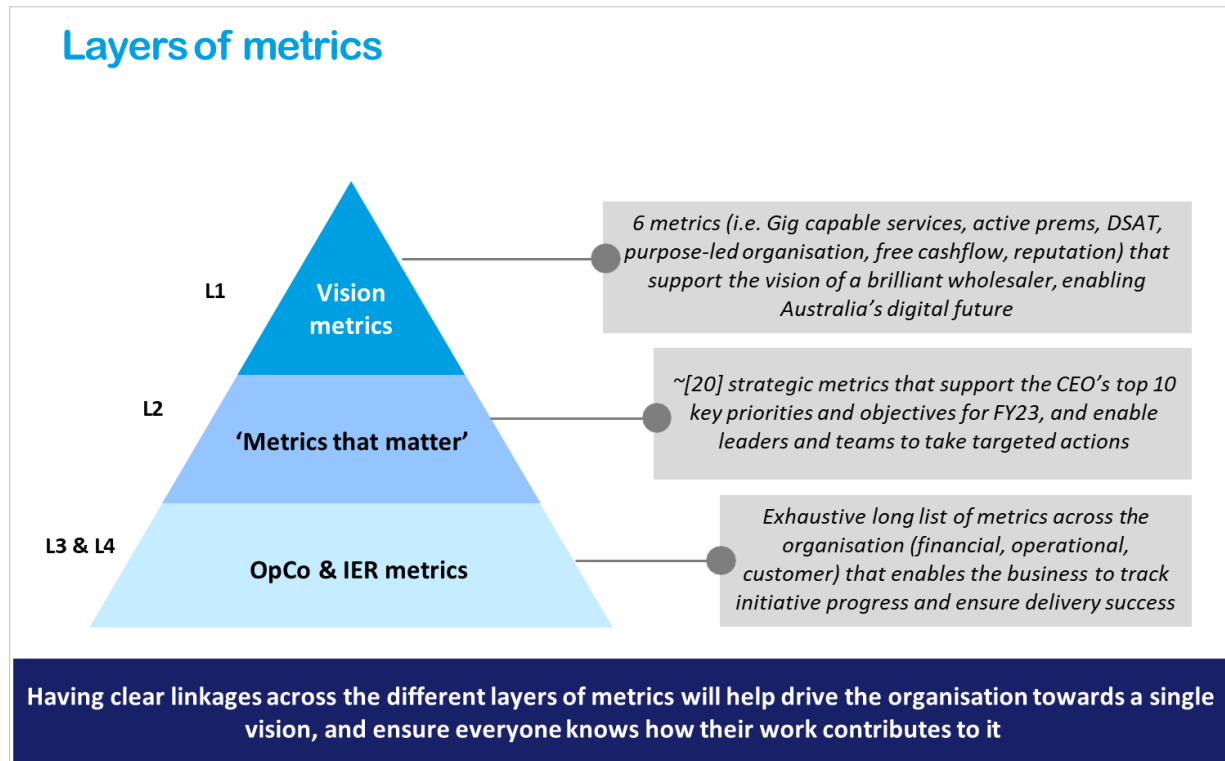 Layers of metrics
L1
Vision
metrics
6 metrics (i.e. Gig capable services, active prems, DSAT,
purpose-led organisation, free cashflow, reputation) that
support the vision of a brilliant wholesaler, enabling
Australia’s digital future
L2
‘Metrics that matter’
~[20] strategic metrics that support the CEO’s top 10
key priorities and objectives for FY23, and enable
leaders and teams to take targeted actions
L3 & L4
OpCo & IER metrics
Exhaustive long list of metrics across the
organisation (financial, operational,
customer) that enables the business to track
initiative progress and ensure delivery success
Having clear linkages across the different layers of metrics will help drive the organisation towards a single
vision, and ensure everyone knows how their work contributes to it